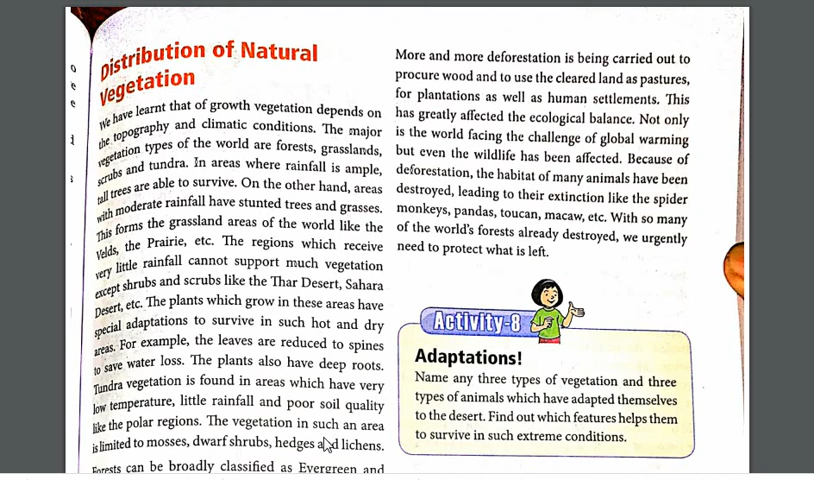 Distribution of Natural
Vegetation
We have learnt that of growth vegetation depends on
the topography and climatic conditions. The major
vegetation types of the world are forests, grasslands,
scrubs and tundra. In areas where rainfall is ample,
tall trees are able to survive. On the other hand, areas
with moderate rainfall have stunted trees and grasses.
This forms the grassland areas of the world like the
Velds, the Prairie, etc. The regions which receive
very little rainfall cannot support much vegetation
except shrubs and scrubs like the Thar Desert, Sahara
Desert, etc. The plants which grow in these areas have
special adaptations to survive in such hot and dry
areas. For example, the leaves are reduced to spines
to save water loss. The plants also have deep roots.
Tundra vegetation is found in areas which have very
low temperature, little rainfall and poor soil quality
like the polar regions. The vegetation in such an area
is limited to mosses, dwarf shrubs, hedges and lichens.
Forests can be broadly classified as Evergreen and
More and more deforestation is being carried out to
procure wood and to use the cleared land as pastures,
for plantations as well as human settlements. This
has greatly affected the ecological balance. Not only
is the world facing the challenge of global warming
but even the wildlife has been affected. Because of
deforestation, the habitat of many animals have been
destroyed, leading to their extinction like the spider
monkeys, pandas, toucan, macaw, etc. With so many
of the world's forests already destroyed, we urgently
need to protect what is left.
Activity-8
Adaptations!
Name any three types of vegetation and three
types of animals which have adapted themselves
to the desert. Find out which features helps them
to survive in such extreme conditions.